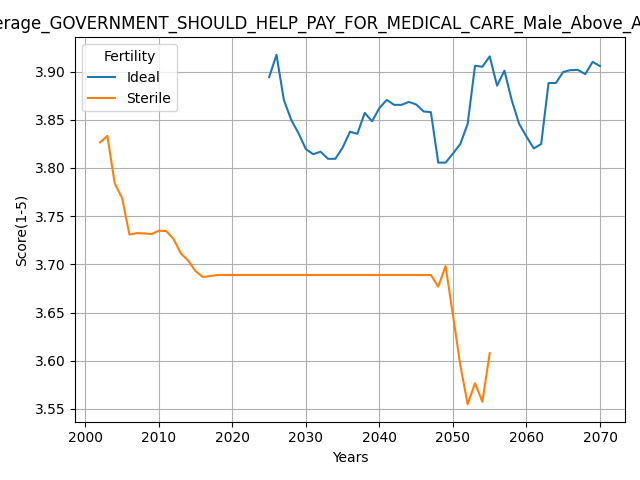 erage_GOVERNMENT_SHOULD_HELP_PAY_FOR_MEDICAL_CARE_Male_Above_A
Fertility
Ideal
Sterile
Score(1-5)
3.90
3.85
3.80
3.75
3.70
3.65
3.60
3.55
2000 2010 2020 2030 2040 2050 2060 2070
Years